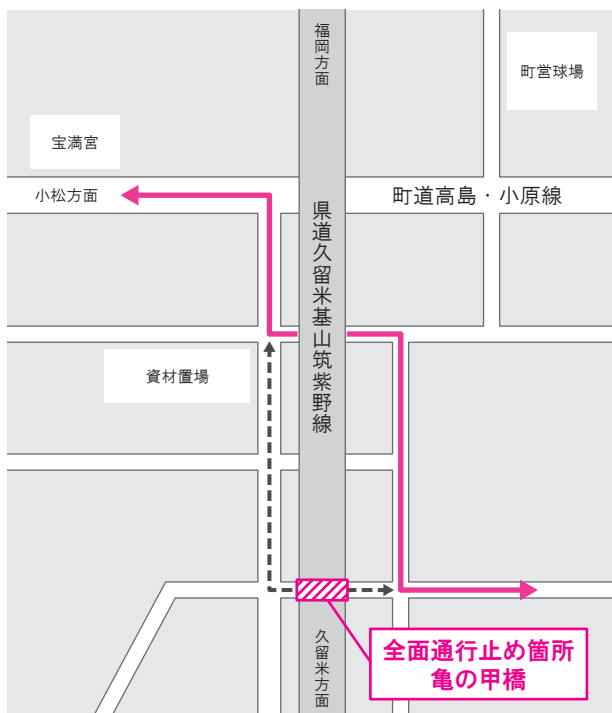 福岡方面
町営球場
宝満宮
小松方面
町道高島・小原線
県道久留米基山筑紫野線
資材置場
久留米方面
全面通行止め箇所
亀の甲橋